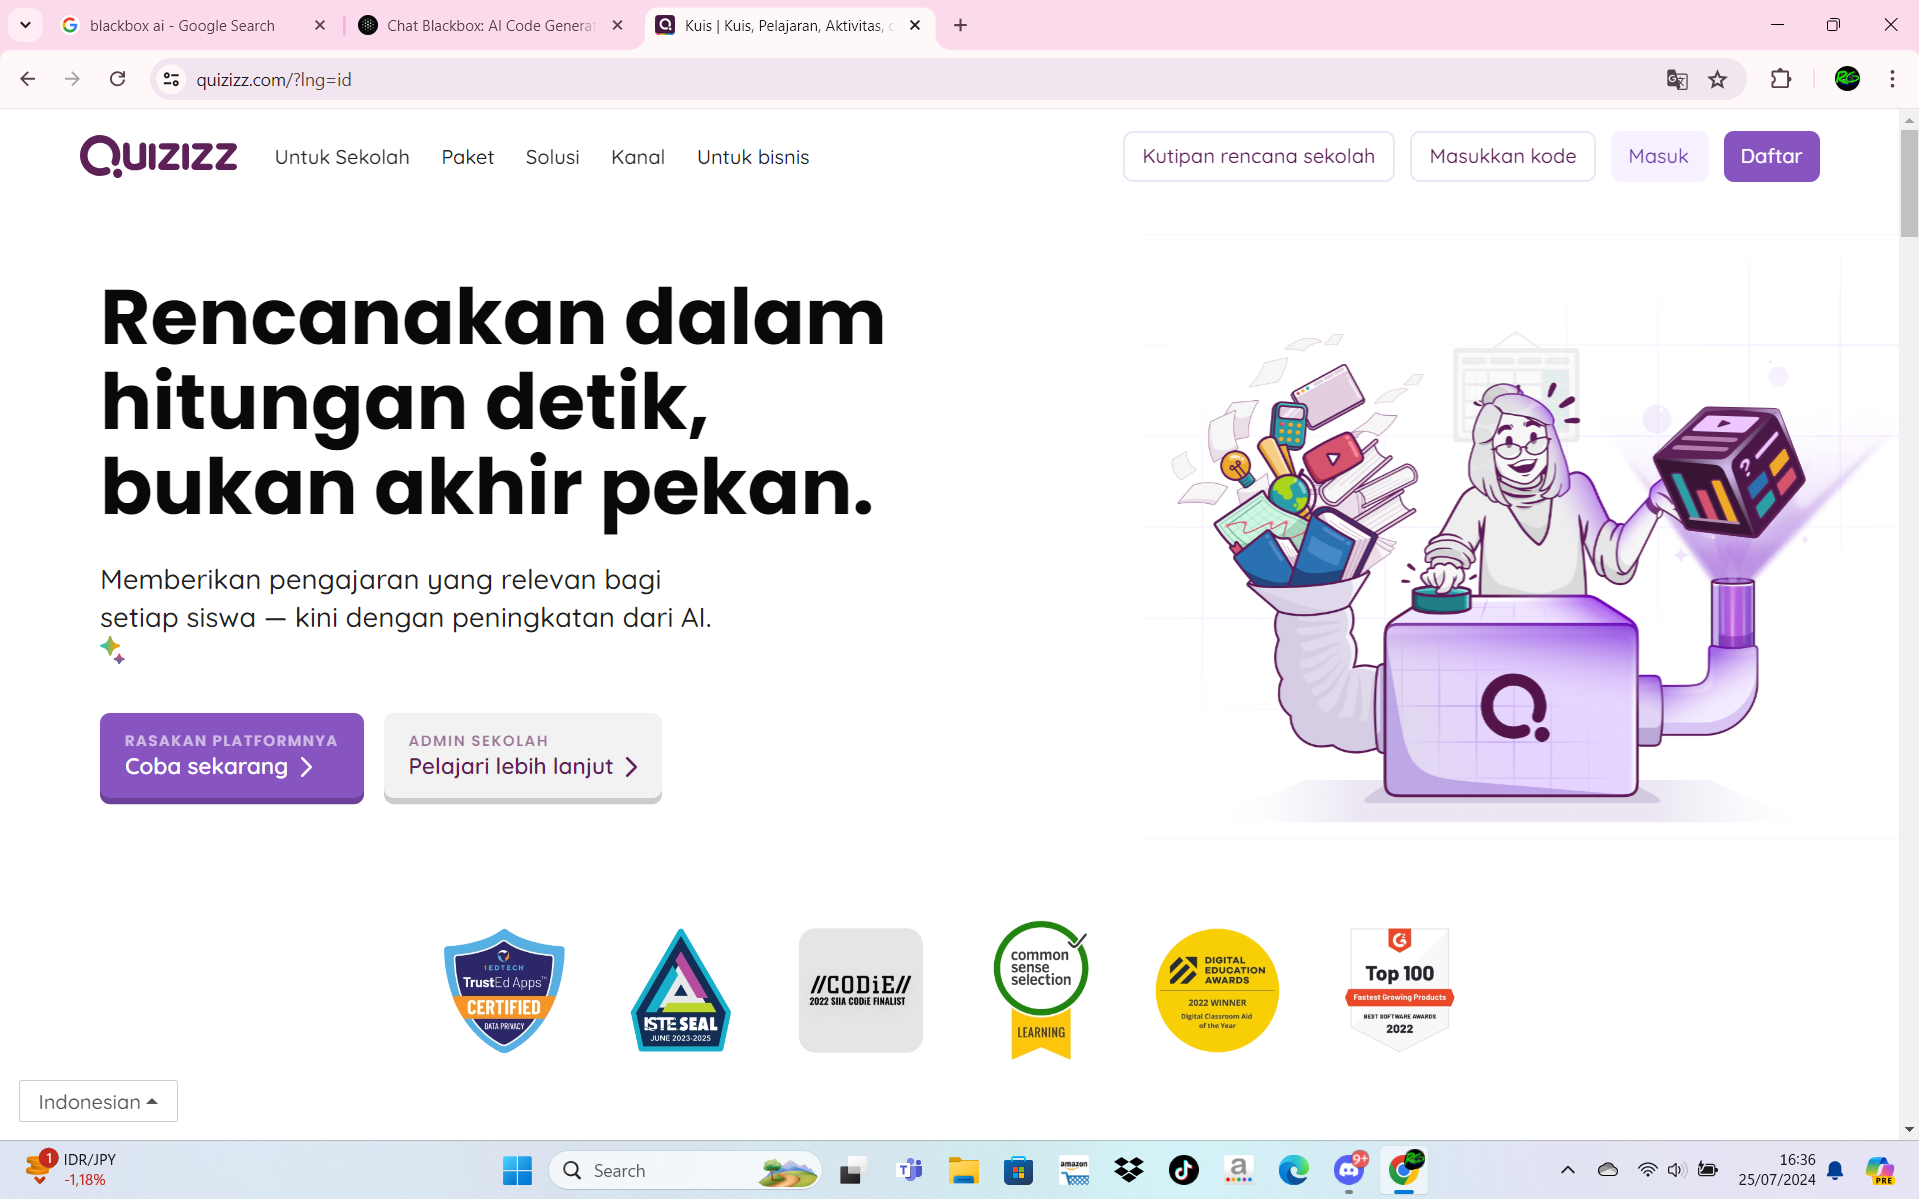 blackbox ai - Google Search
Chat Blackbox: AI Code Generat
Kuis | Kuis, Pelajaran, Aktivitas,
quizizz.com/?lng=id
QUIZIZZ
Untuk Sekolah
Paket
Solusi
Kanal
Untuk bisnis
Kutipan rencana sekolah
Masukkan kode
Masuk
Daftar
Rencanakan dalam
hitungan detik,
bukan akhir pekan.
Memberikan pengajaran yang relevan bagi
setiap siswa — kini dengan peningkatan dari AI.
RASAKAN PLATFORMNYA
Coba sekarang
ADMIN SEKOLAH
Pelajari lebih lanjut
1EDTECH
TrustEd Apps™
CERTIFIED
DATA PRIVACY
ISTE SEAL
JUNE 2023-2025
//CODiE//
2022 SIIA CODiE FINALIST
common
sense
selection
LEARNING
DIGITAL
EDUCATION
AWARDS
2022 WINNER
Digital Classroom Aid
of the Year
Top 100
Fastest Growing Products
BEST SOFTWARE AWARDS
2022
Indonesian
1
IDR/JPY
-1,18%
Search
amazon
9+
16:36
25/07/2024
PRE